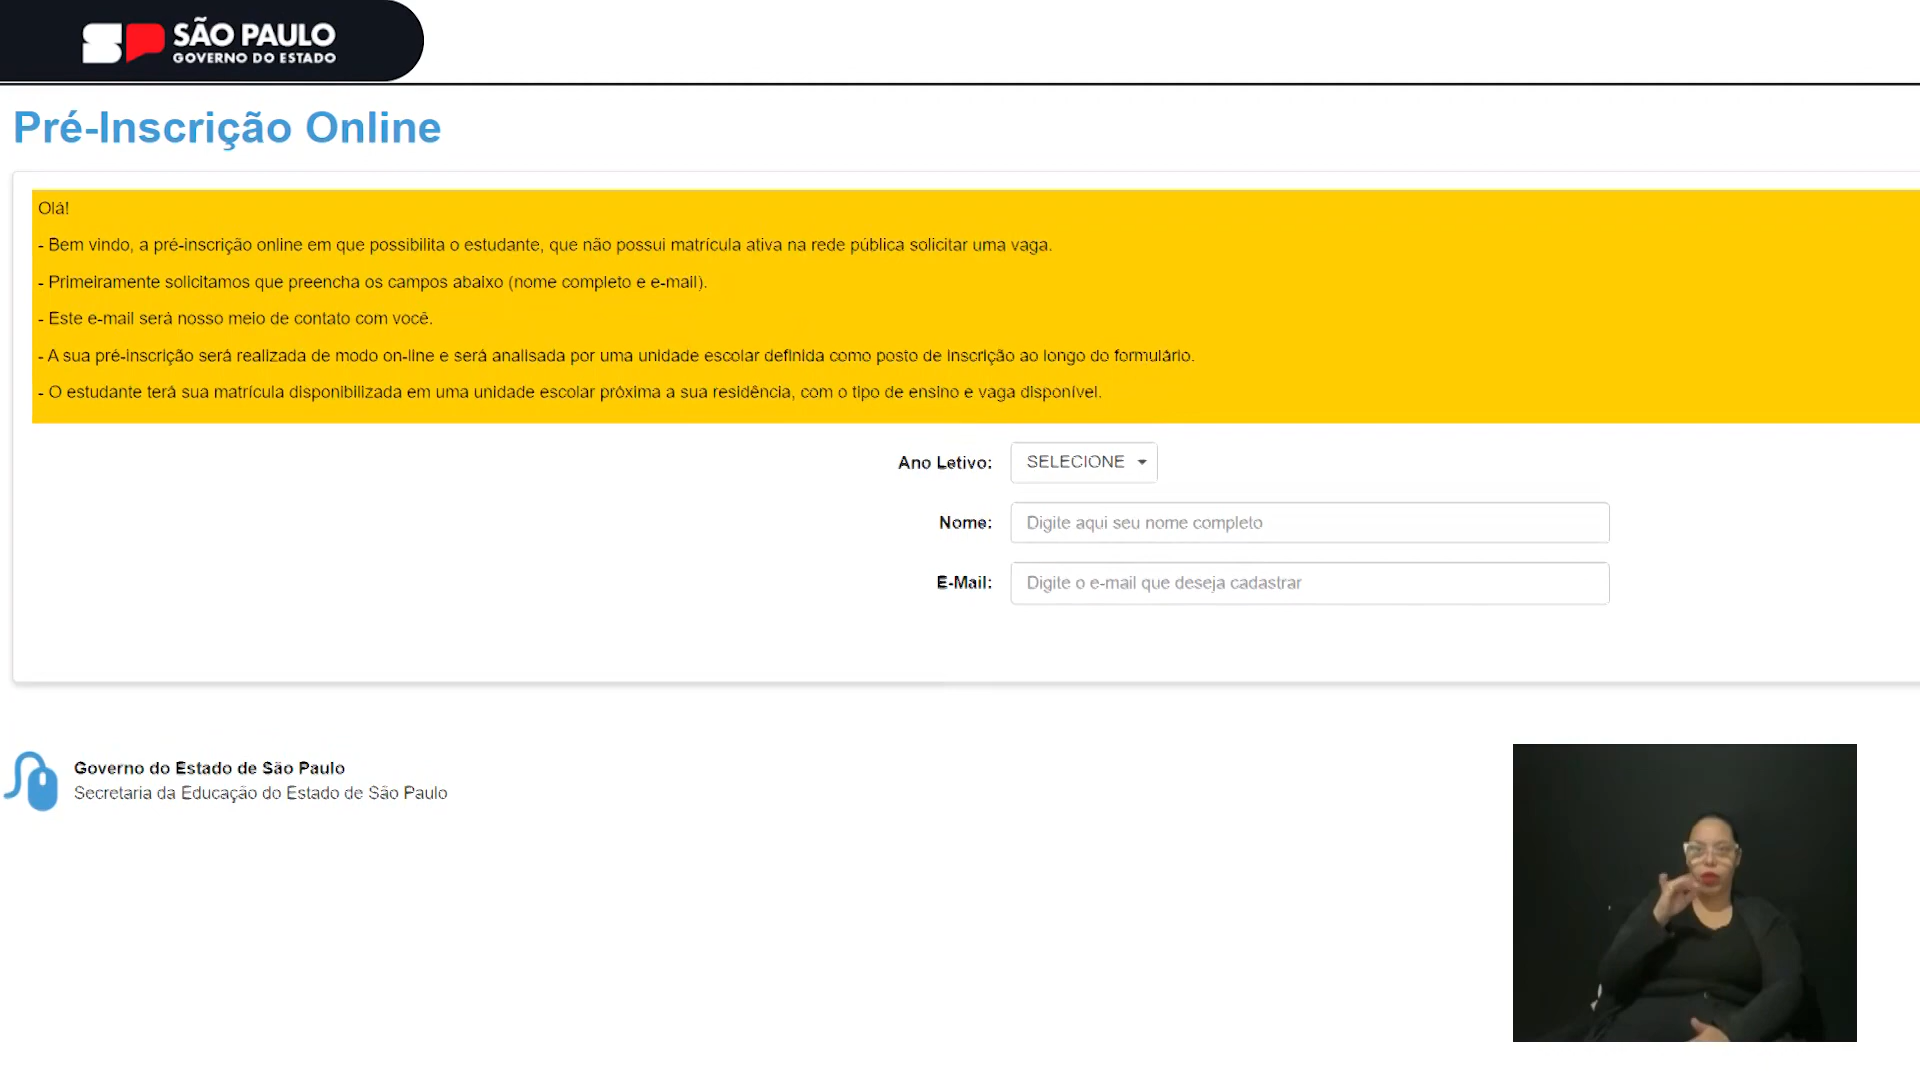 SÃO PAULO
GOVERNO DO ESTADO
Pré-Inscrição Online
Olá!
- Bem vindo, a pré-inscrição online em que possibilita o estudante, que não possui matrícula ativa na rede pública solicitar uma vaga.
- Primeiramente solicitamos que preencha os campos abaixo (nome completo e e-mail).
- Este e-mail será nosso meio de contato com você.
- A sua pré-inscrição será realizada de modo on-line e será analisada por uma unidade escolar definida como posto de inscrição ao longo do formulário.
- O estudante terá sua matrícula disponibilizada em uma unidade escolar próxima a sua residência, com o tipo de ensino e vaga disponível.
Ano Letivo: SELECIONE
Nome: Digite aqui seu nome completo
E-Mail: Digite o e-mail que deseja cadastrar
Governo do Estado de São Paulo
Secretaria da Educação do Estado de São Paulo